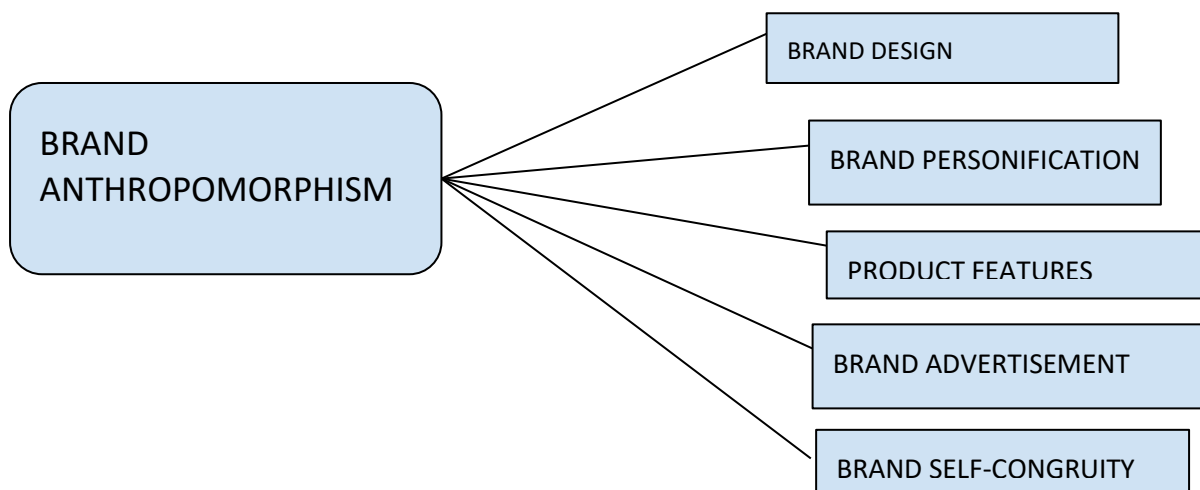 BRAND DESIGN
BRAND
ANTHROPOMORPHISM
BRAND PERSONIFICATION
PRODUCT FEATURES
BRAND ADVERTISEMENT
BRAND SELF-CONGRUITY